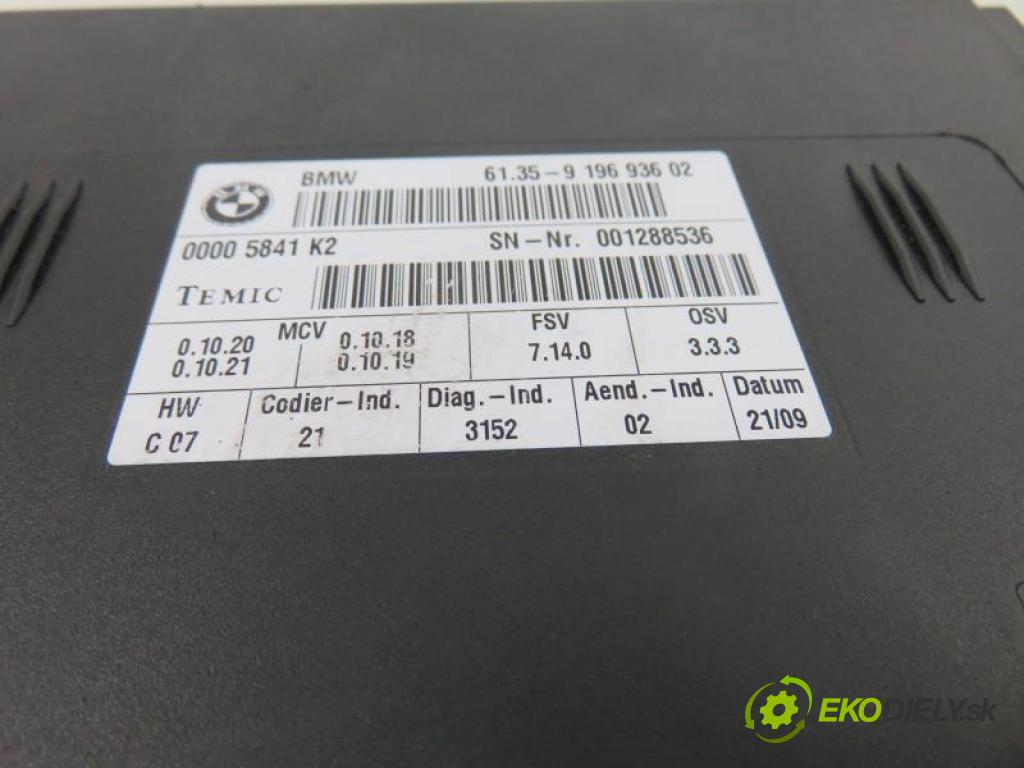 BMW 61.35-9 196 936 02
0000 5841 K2 SN-Nr. 001288536
TEMIC
MCV FSV OSV
0.10.20 0.10.18 7.14.0 3.3.3
0.10.21 0.10.19
HW Codier-Ind. Diag.-Ind. Aend.-Ind. Datum
C 07 21 3152 02 21/09
EKODIELY.sk